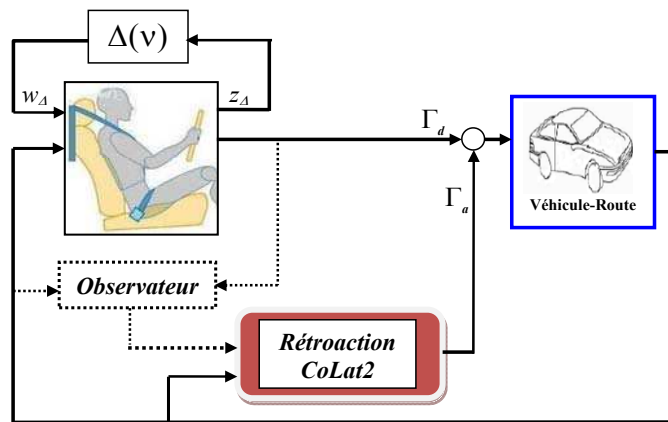 Δ(ν)
w_Δ
z_Δ
Γ_d
Γ_a
Véhicule-Route
Observateur
Rétroaction
CoLat2